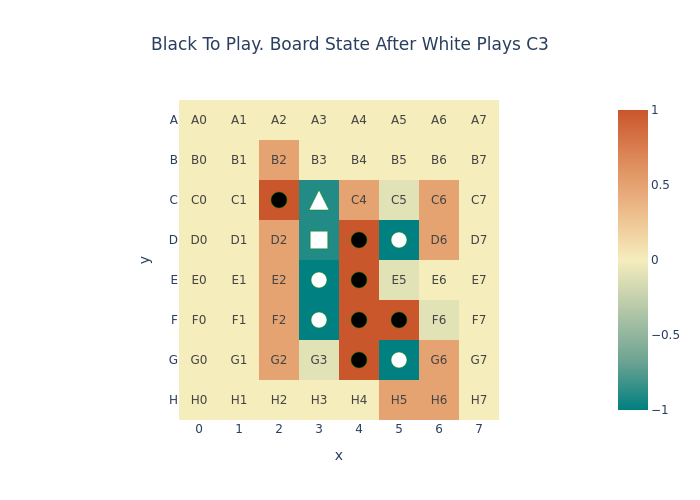 Black To Play. Board State After White Plays C3
A A0 A1 A2 A3 A4 A5 A6 A7
B B0 B1 B2 B3 B4 B5 B6 B7
C C0 C1 C4 C5 C6 C7
D D0 D1 D2 D6 D7
E E0 E1 E2 E5 E6 E7
F F0 F1 F2 F6 F7
G G0 G1 G2 G3 G6 G7
H H0 H1 H2 H3 H4 H5 H6 H7
0 1 2 3 4 5 6 7
x
y
1
0.5
0
−0.5
−1